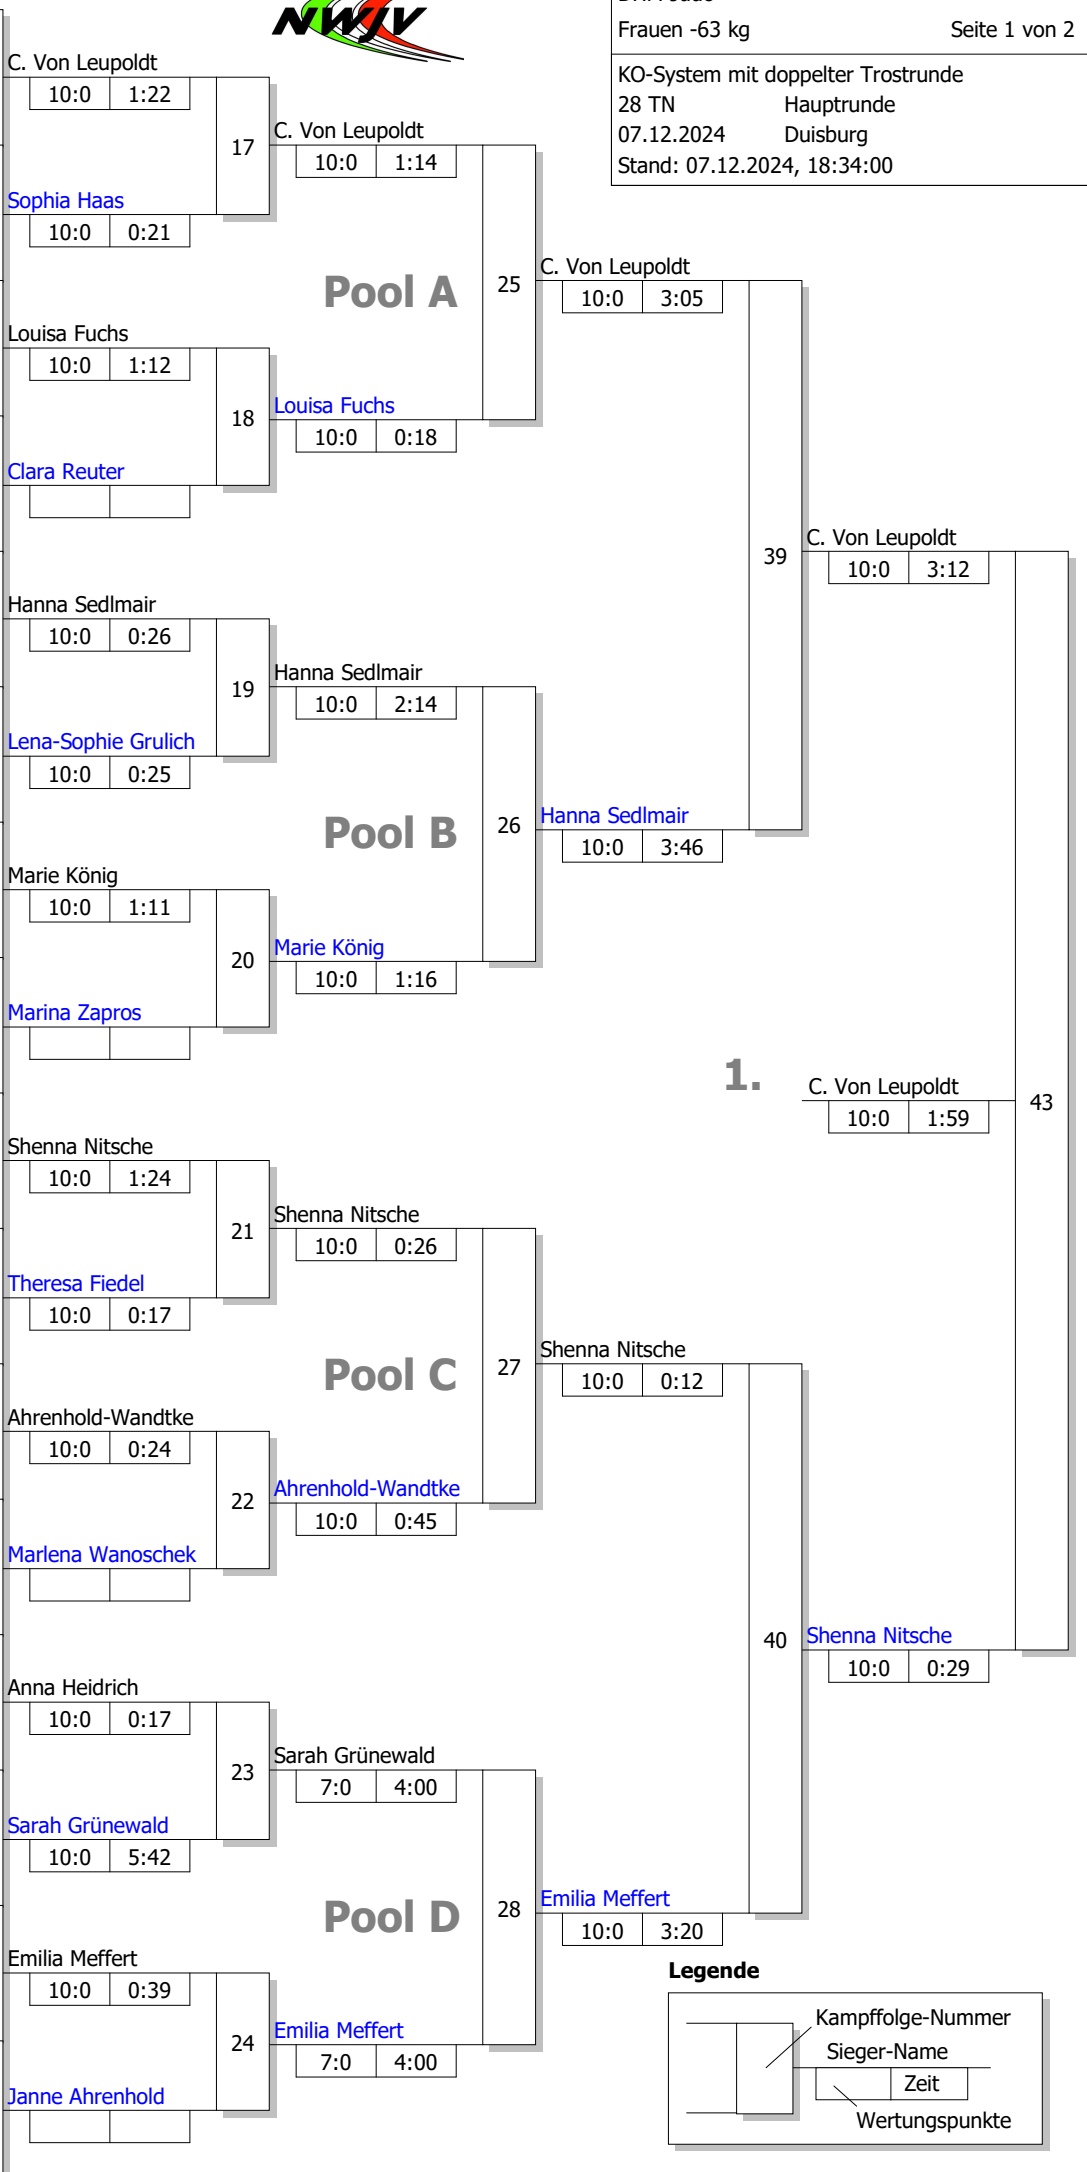 NWJV
Frauen -63 kg Seite 1 von 2
KO-System mit doppelter Trostrunde
28 TN Hauptrunde
07.12.2024 Duisburg
Stand: 07.12.2024, 18:34:00
C. Von Leupoldt
10:0 1:22
17
C. Von Leupoldt
10:0 1:14
Sophia Haas
10:0 0:21
Pool A
25
C. Von Leupoldt
10:0 3:05
Louisa Fuchs
10:0 1:12
18
Louisa Fuchs
10:0 0:18
Clara Reuter
39
C. Von Leupoldt
10:0 3:12
Hanna Sedlmair
10:0 0:26
19
Hanna Sedlmair
10:0 2:14
Lena-Sophie Grulich
10:0 0:25
Pool B
26
Hanna Sedlmair
10:0 3:46
Marie König
10:0 1:11
20
Marie König
10:0 1:16
Marina Zapros
1.
C. Von Leupoldt
10:0 1:59
43
Shenna Nitsche
10:0 1:24
21
Shenna Nitsche
10:0 0:26
Theresa Fiedel
10:0 0:17
Pool C
27
Shenna Nitsche
10:0 0:12
Ahrenhold-Wandtke
10:0 0:24
22
Ahrenhold-Wandtke
10:0 0:45
Marlena Wanoschek
40
Shenna Nitsche
10:0 0:29
Anna Heidrich
10:0 0:17
23
Sarah Grünewald
7:0 4:00
Sarah Grünewald
10:0 5:42
Pool D
28
Emilia Meffert
10:0 3:20
Emilia Meffert
10:0 0:39
24
Emilia Meffert
7:0 4:00
Janne Ahrenhold
Legende
Kampffolge-Nummer
Sieger-Name
Zeit
Wertungspunkte